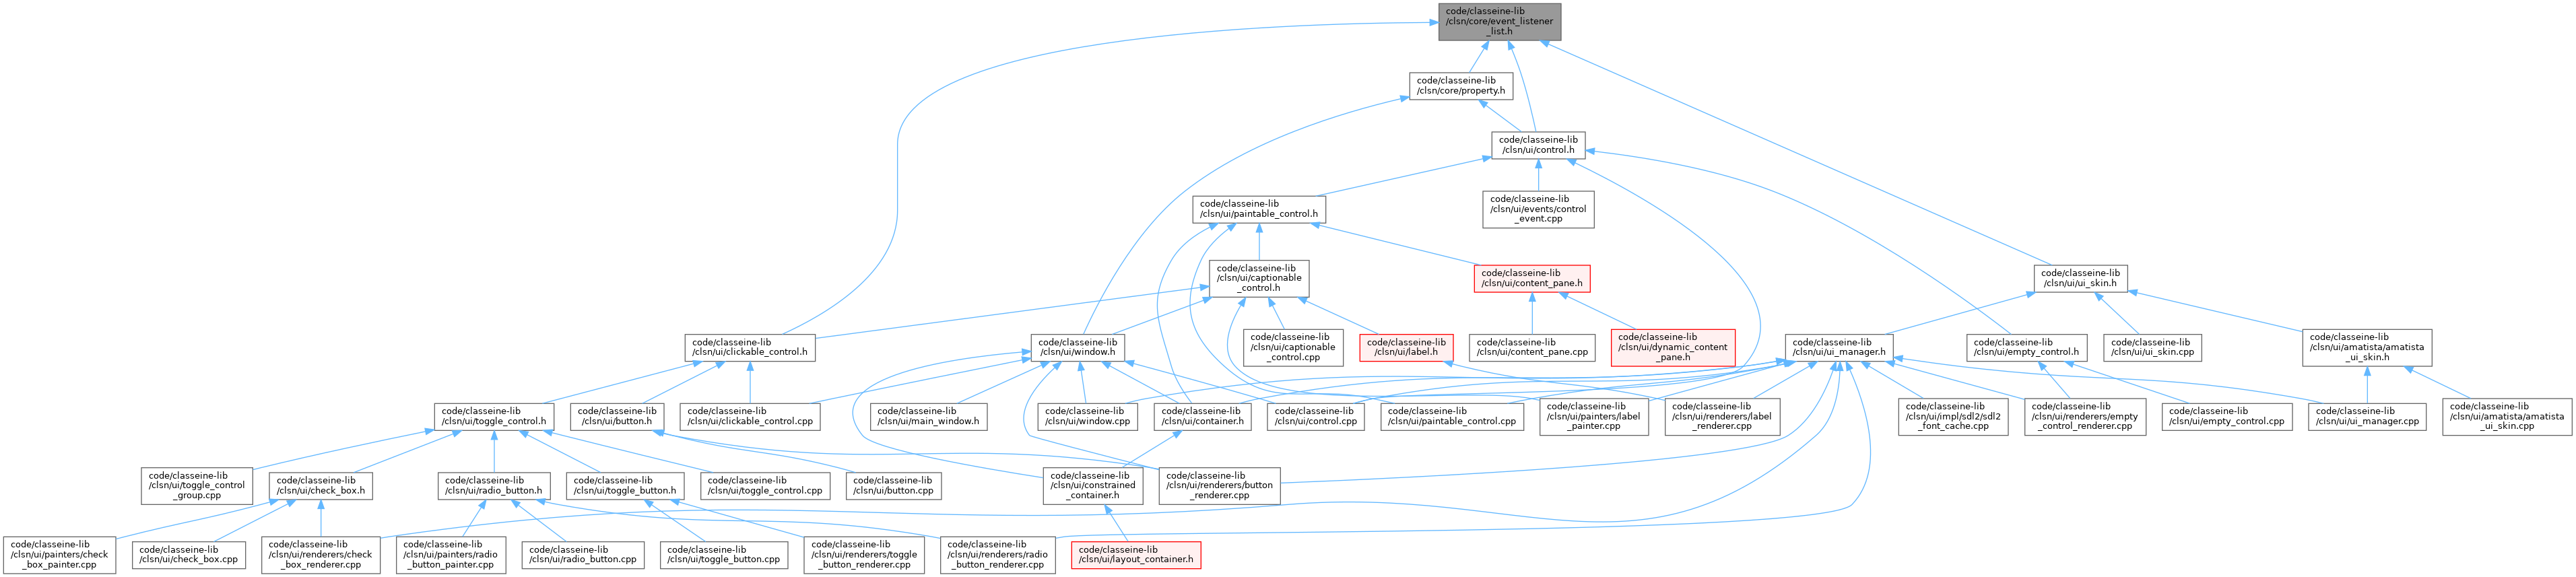 code/classeine-lib
/clsn/core/event_listener
_list.h
code/classeine-lib
/clsn/core/property.h
code/classeine-lib
/clsn/ui/control.h
code/classeine-lib
/clsn/ui/paintable_control.h
code/classeine-lib
/clsn/ui/events/control
_event.cpp
code/classeine-lib
/clsn/ui/captionable
_control.h
code/classeine-lib
/clsn/ui/content_pane.h
code/classeine-lib
/clsn/ui/ui_skin.h
code/classeine-lib
/clsn/ui/clickable_control.h
code/classeine-lib
/clsn/ui/window.h
code/classeine-lib
/clsn/ui/captionable
_control.cpp
code/classeine-lib
/clsn/ui/label.h
code/classeine-lib
/clsn/ui/content_pane.cpp
code/classeine-lib
/clsn/ui/dynamic_content
_pane.h
code/classeine-lib
/clsn/ui/ui_manager.h
code/classeine-lib
/clsn/ui/empty_control.h
code/classeine-lib
/clsn/ui/ui_skin.cpp
code/classeine-lib
/clsn/ui/amatista/amatista
_ui_skin.h
code/classeine-lib
/clsn/ui/toggle_control.h
code/classeine-lib
/clsn/ui/button.h
code/classeine-lib
/clsn/ui/clickable_control.cpp
code/classeine-lib
/clsn/ui/main_window.h
code/classeine-lib
/clsn/ui/window.cpp
code/classeine-lib
/clsn/ui/container.h
code/classeine-lib
/clsn/ui/control.cpp
code/classeine-lib
/clsn/ui/paintable_control.cpp
code/classeine-lib
/clsn/ui/painters/label
_painter.cpp
code/classeine-lib
/clsn/ui/renderers/label
_renderer.cpp
code/classeine-lib
/clsn/ui/impl/sdl2/sdl2
_font_cache.cpp
code/classeine-lib
/clsn/ui/renderers/empty
_control_renderer.cpp
code/classeine-lib
/clsn/ui/empty_control.cpp
code/classeine-lib
/clsn/ui/ui_manager.cpp
code/classeine-lib
/clsn/ui/amatista/amatista
_ui_skin.cpp
code/classeine-lib
/clsn/ui/toggle_control
_group.cpp
code/classeine-lib
/clsn/ui/check_box.h
code/classeine-lib
/clsn/ui/radio_button.h
code/classeine-lib
/clsn/ui/toggle_button.h
code/classeine-lib
/clsn/ui/toggle_control.cpp
code/classeine-lib
/clsn/ui/button.cpp
code/classeine-lib
/clsn/ui/constrained
_container.h
code/classeine-lib
/clsn/ui/renderers/button
_renderer.cpp
code/classeine-lib
/clsn/ui/painters/check
_box_painter.cpp
code/classeine-lib
/clsn/ui/check_box.cpp
code/classeine-lib
/clsn/ui/renderers/check
_box_renderer.cpp
code/classeine-lib
/clsn/ui/painters/radio
_button_painter.cpp
code/classeine-lib
/clsn/ui/radio_button.cpp
code/classeine-lib
/clsn/ui/toggle_button.cpp
code/classeine-lib
/clsn/ui/renderers/toggle
_button_renderer.cpp
code/classeine-lib
/clsn/ui/renderers/radio
_button_renderer.cpp
code/classeine-lib
/clsn/ui/layout_container.h